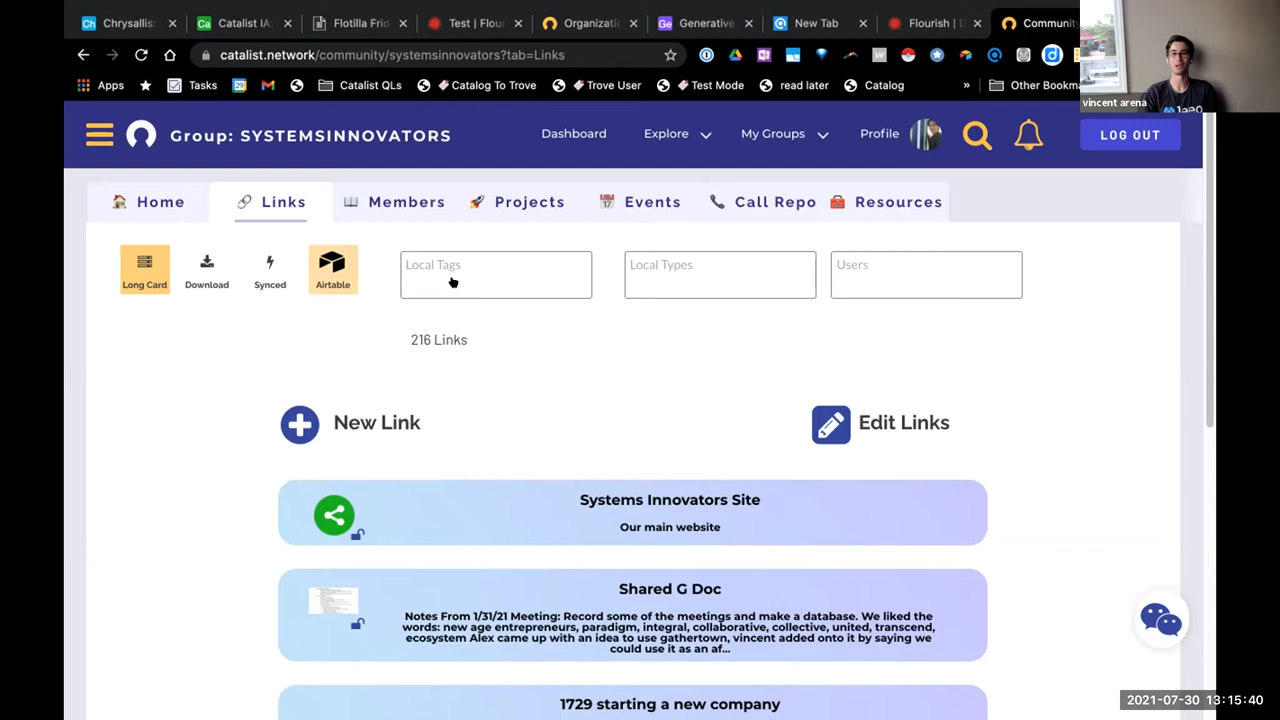 Chrysallis:
Catalist IA:
Flotilla Frid
Test | Flour
Organizatio
Generative
New Tab
Flourish | D
Community
catalist.network/community/systemsinnovators?tab=Links
Apps
Tasks
Catalist
Catalog To Trove
Trove User
Test Mode
read later
Catalog
»
Other Bookma
vincent arena
Group: SYSTEMSINNOVATORS
Dashboard
Explore
My Groups
Profile
LOG OUT
Home
Links
Members
Projects
Events
Call Repo
Resources
Long Card
Download
Synced
Airtable
Local Tags
Local Types
Users
216 Links
New Link
Edit Links
Systems Innovators Site
Our main website
Shared G Doc
Notes From 1/31/21 Meeting: Record some of the meetings and make a database. We liked the
words: new age entrepreneurs, paradigm, integral, collaborative, collective, united, transcend,
ecosystem Alex came up with an idea to use gathertown, vincent added onto it by saying we
could use it as an af...
1729 starting a new company
2021-07-30 13:15:40